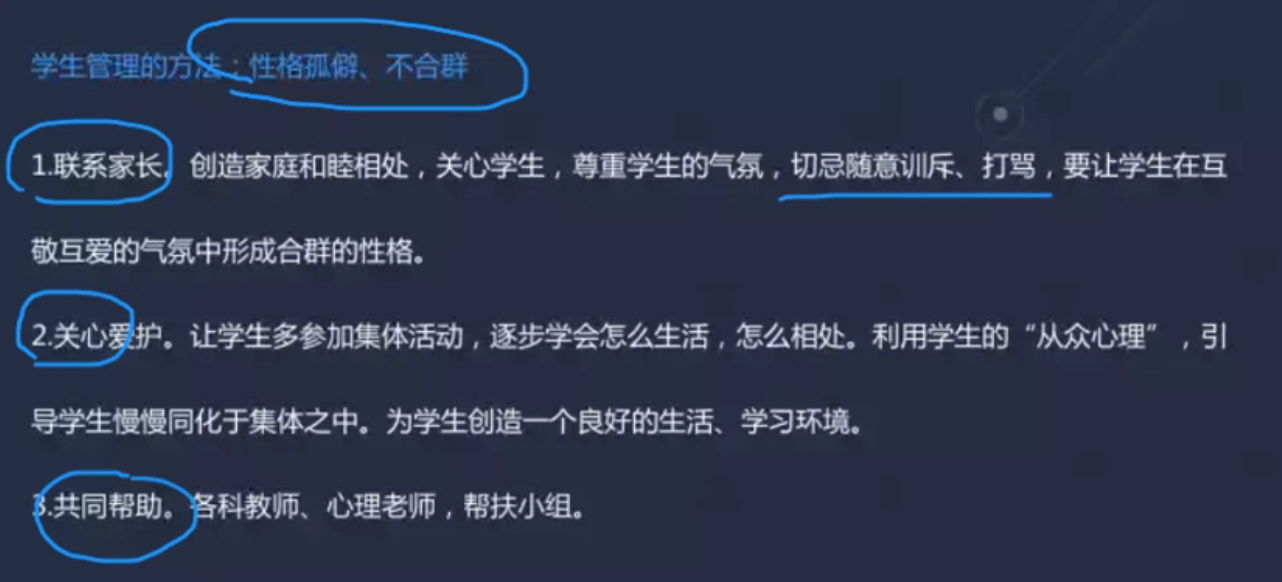 学生管理的方法：性格孤僻、不合群
1.联系家长。创造家庭和睦相处，关心学生，尊重学生的气氛，切忌随意训斥、打骂，要让学生在互
敬互爱的气氛中形成合群的性格。
2.关心爱护。让学生多参加集体活动，逐步学会怎么生活，怎么相处。利用学生的“从众心理”，引
导学生慢慢同化于集体之中。为学生创造一个良好的生活、学习环境。
3.共同帮助。各科教师、心理老师，帮扶小组。